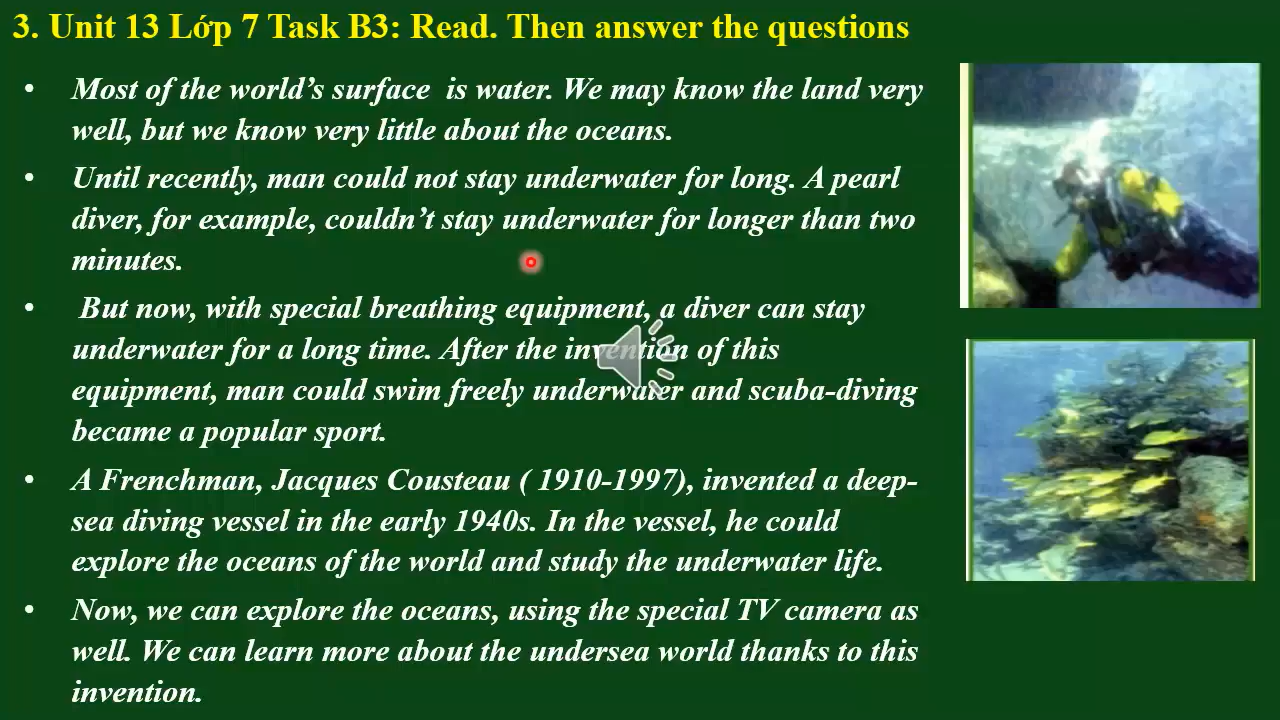 3. Unit 13 Lớp 7 Task B3: Read. Then answer the questions
• Most of the world’s surface is water. We may know the land very
well, but we know very little about the oceans.
• Until recently, man could not stay underwater for long. A pearl
diver, for example, couldn’t stay underwater for longer than two
minutes.
• But now, with special breathing equipment, a diver can stay
underwater for a long time. After the invention of this
equipment, man could swim freely underwater and scuba-diving
became a popular sport.
• A Frenchman, Jacques Cousteau ( 1910-1997), invented a deep-
sea diving vessel in the early 1940s. In the vessel, he could
explore the oceans of the world and study the underwater life.
• Now, we can explore the oceans, using the special TV camera as
well. We can learn more about the undersea world thanks to this
invention.